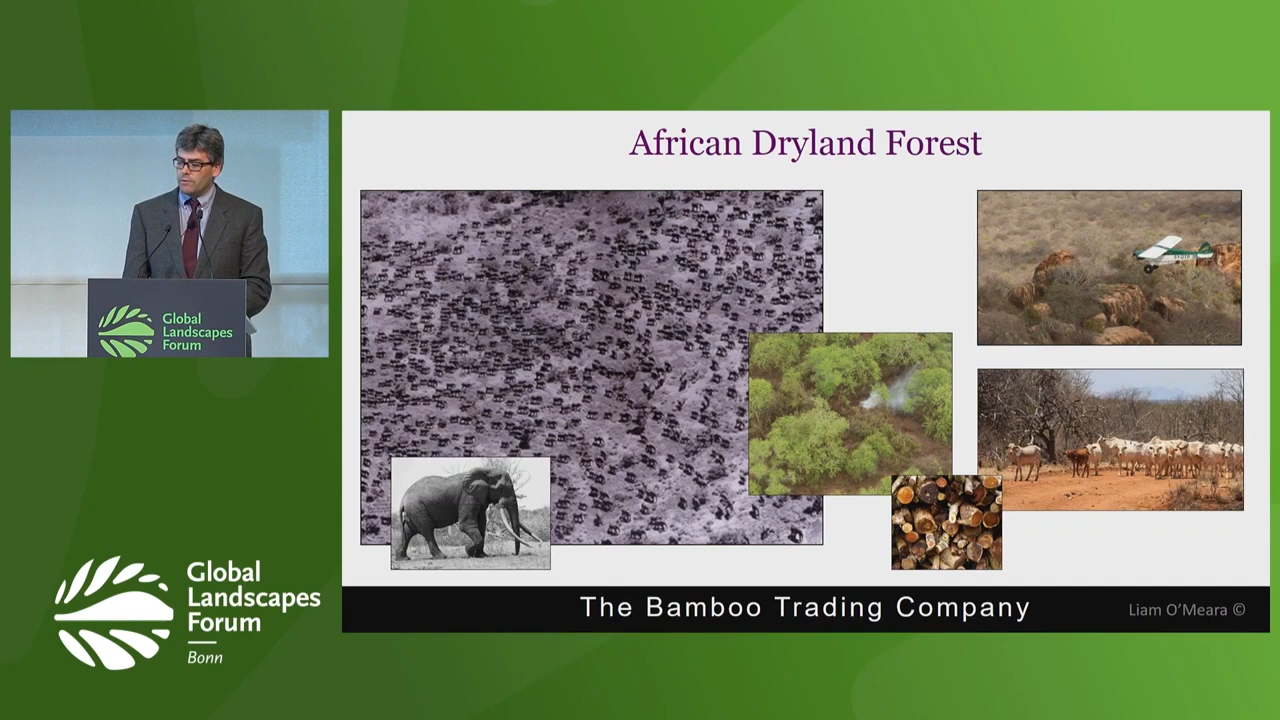 African Dryland Forest
Global
Landscapes
Forum
The Bamboo Trading Company
Liam O'Meara ©
Global
Landscapes
Forum
Bonn